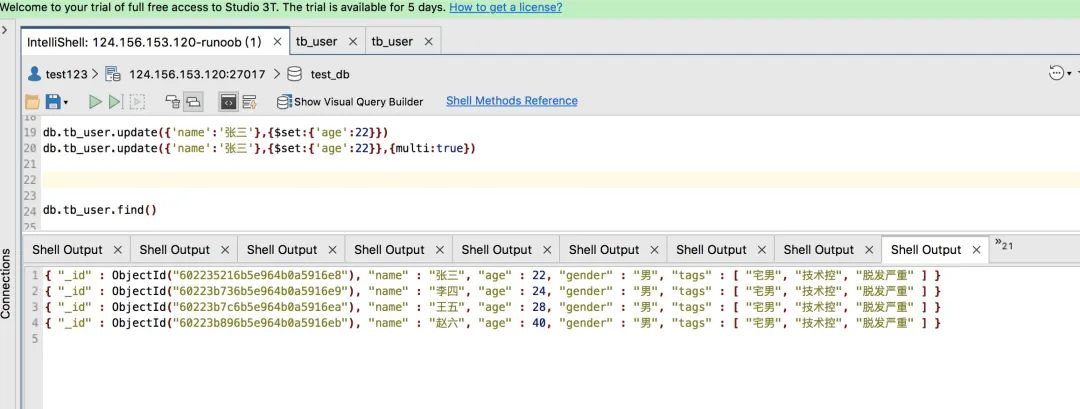 Welcome to your trial of full free access to Studio 3T. The trial is available for 5 days. How to get a license?
IntelliShell: 124.156.153.120-runoob (1) × tb_user × tb_user ×
test123 > 124.156.153.120:27017 > test_db
Show Visual Query Builder Shell Methods Reference
18
19 db.tb_user.update({'name':'张三'},{$set:{'age':22}})
20 db.tb_user.update({'name':'张三'},{$set:{'age':22}},{multi:true})
21
22
23
24 db.tb_user.find()
25
Shell Output × Shell Output × Shell Output × Shell Output × Shell Output × Shell Output × Shell Output × Shell Output × Shell Output × »21
1 { "_id" : ObjectId("602235216b5e964b0a5916e8"), "name" : "张三", "age" : 22, "gender" : "男", "tags" : [ "宅男", "技术控", "脱发严重" ] }
2 { "_id" : ObjectId("60223b736b5e964b0a5916e9"), "name" : "李四", "age" : 24, "gender" : "男", "tags" : [ "宅男", "技术控", "脱发严重" ] }
3 { "_id" : ObjectId("60223b7c6b5e964b0a5916ea"), "name" : "王五", "age" : 28, "gender" : "男", "tags" : [ "宅男", "技术控", "脱发严重" ] }
4 { "_id" : ObjectId("60223b896b5e964b0a5916eb"), "name" : "赵六", "age" : 40, "gender" : "男", "tags" : [ "宅男", "技术控", "脱发严重" ] }
5
Connections